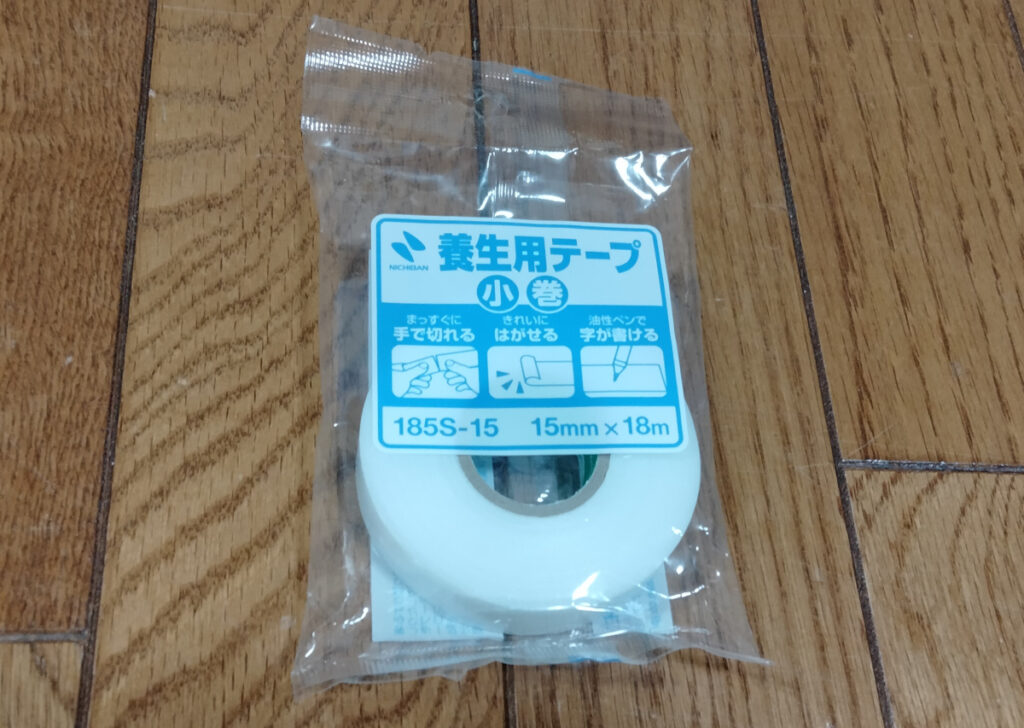 NICHIBAN
養生用テープ
小 巻
まっすぐに
手で切れる
きれいに
はがせる
油性ペンで
字が書ける
185S-15 15mm×18m